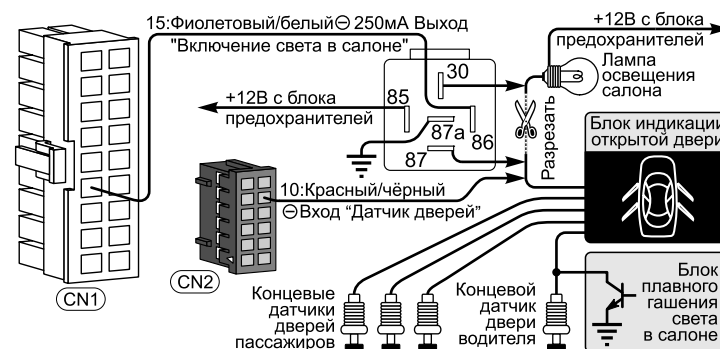 15:Фиолетовый/белый⊖ 250мА Выход
"Включение света в салоне"
+12В с блока
предохранителей
Лампа
освещения
салона
30
85
+12В с блока
предохранителей
87а
86
87
Разрезать
Блок индикации
открытой двери
10:Красный/чёрный
⊖Вход “Датчик дверей”
CN1
CN2
Концевые
датчики
дверей
пассажиров
Концевой
датчик
двери
водителя
Блок
плавного
гашения
света
в салоне